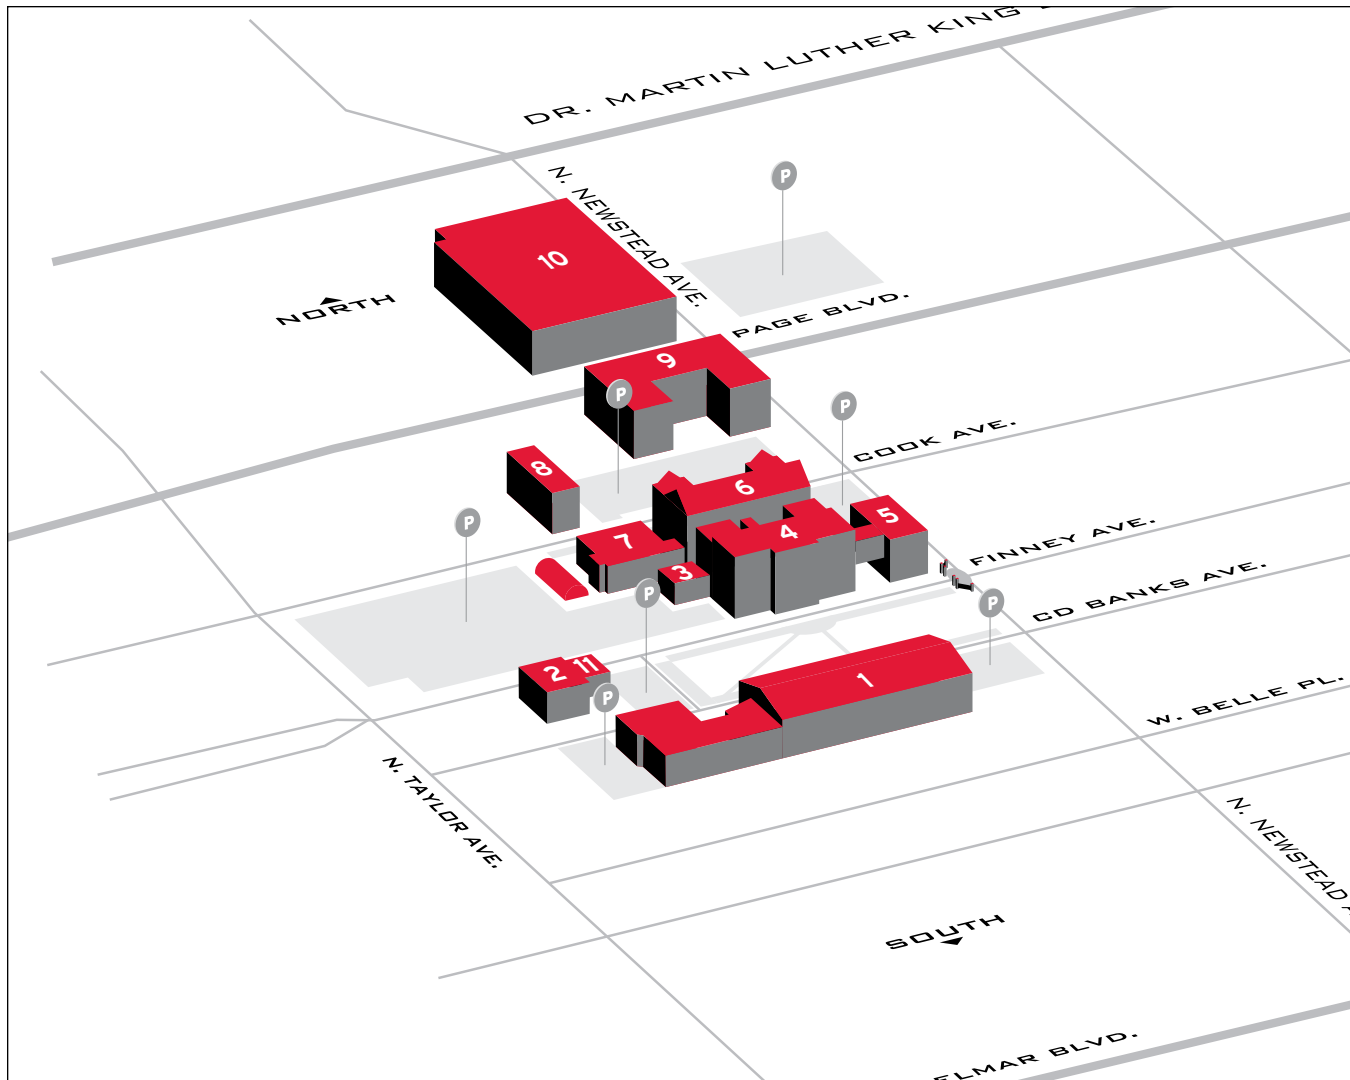 DR. MARTIN LUTHER KING
P
N. NEWSTEAD AVE.
10
NORTH
PAGE BLVD.
9
P
P
COOK AVE.
8
6
P
5
4
7
FINNEY AVE.
3
P
CD BANKS AVE.
P
2
11
1
P
W. BELLE PL.
N. TAYLOR AVE.
N. NEWSTEAD
SOUTH
ELMAR BLVD.